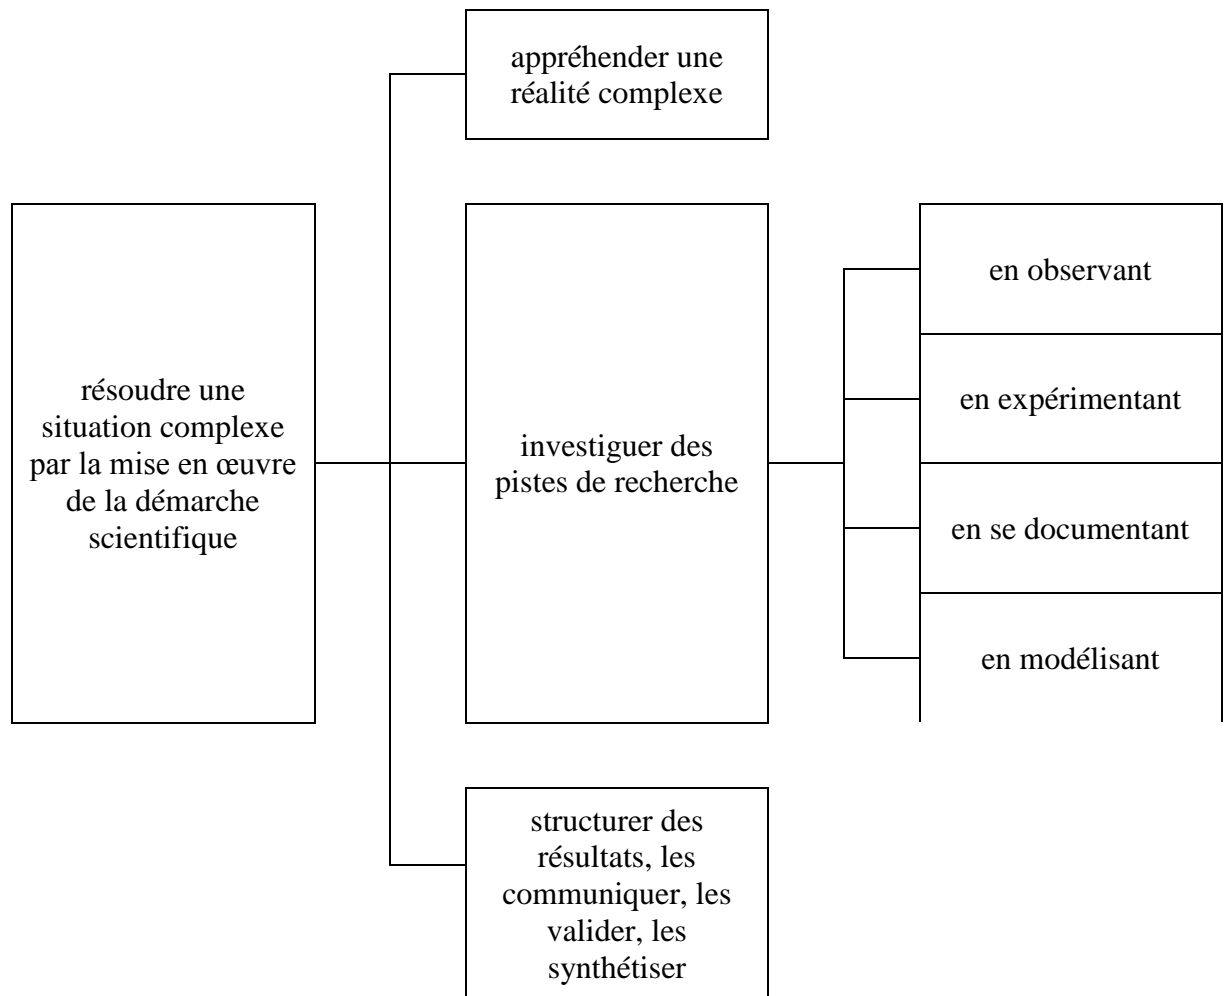 appréhender une
réalité complexe
résoudre une
situation complexe
par la mise en œuvre
de la démarche
scientifique
investiguer des
pistes de recherche
en observant
en expérimentant
en se documentant
en modélisant
structurer des
résultats, les
communiquer, les
valider, les
synthétiser